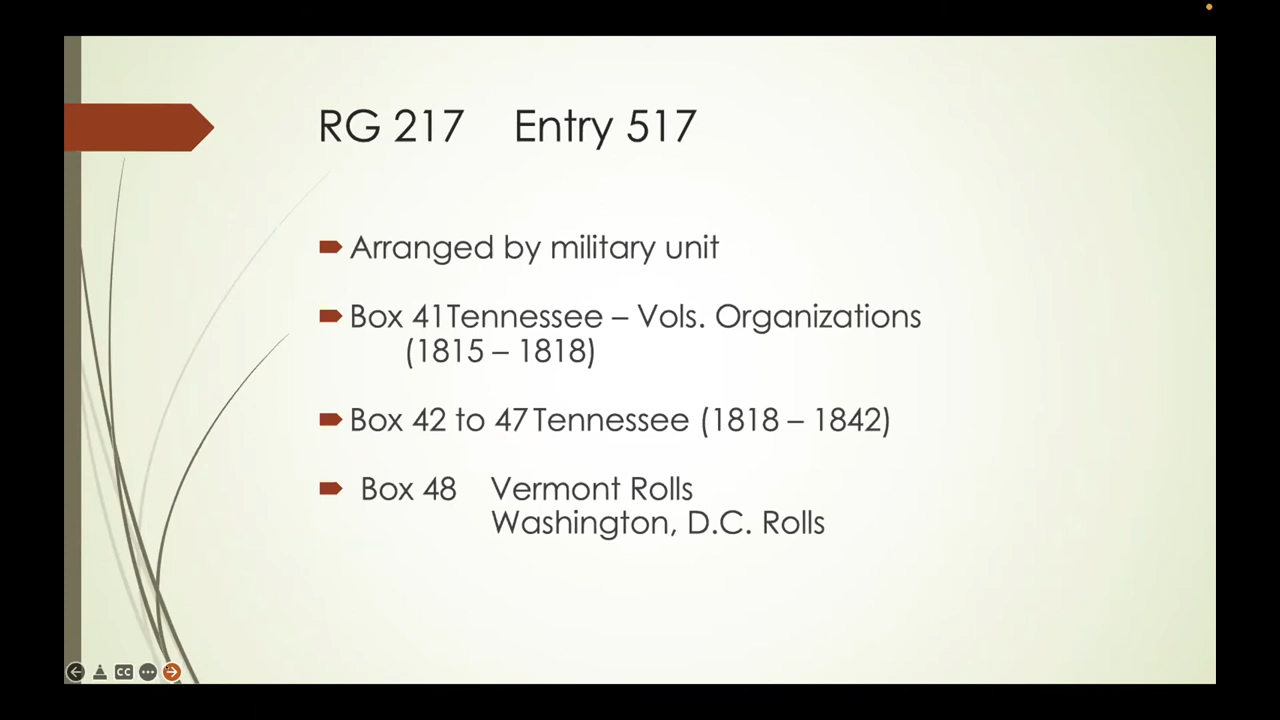 RG 217 Entry 517
Arranged by military unit
Box 41Tennessee – Vols. Organizations
(1815 – 1818)
Box 42 to 47 Tennessee (1818 – 1842)
Box 48 Vermont Rolls
Washington, D.C. Rolls
CC